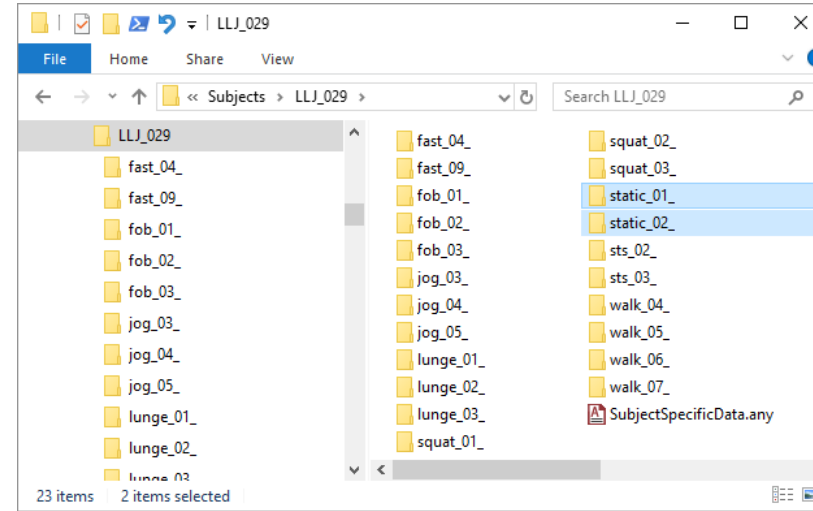 LLJ_029
File Home Share View
« Subjects > LLJ_029 >
Search LLJ_029
LLJ_029
fast_04_
fast_09_
fob_01_
fob_02_
fob_03_
jog_03_
jog_04_
jog_05_
lunge_01_
lunge_02_
lunge_03
fast_04_
fast_09_
fob_01_
fob_02_
fob_03_
jog_03_
jog_04_
jog_05_
lunge_01_
lunge_02_
lunge_03_
squat_01_
squat_02_
squat_03_
static_01_
static_02_
sts_02_
sts_03_
walk_04_
walk_05_
walk_06_
walk_07_
SubjectSpecificData.any
23 items 2 items selected